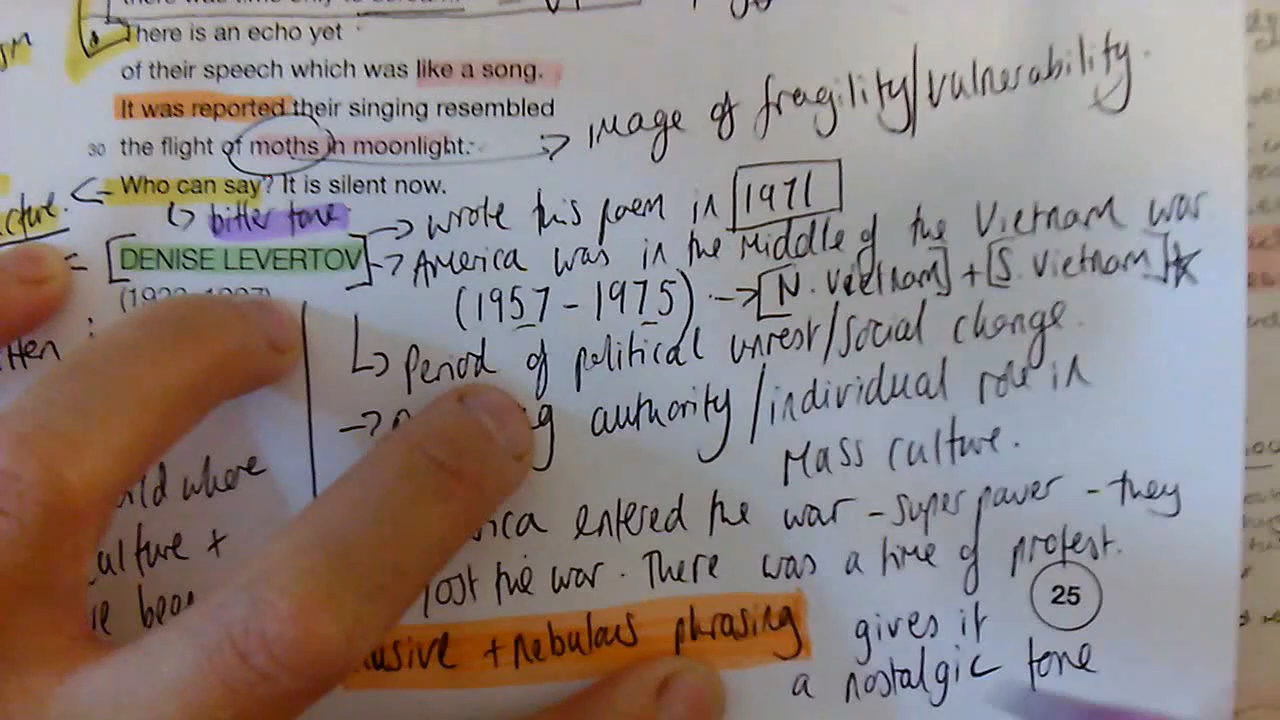 There is an echo yet
of their speech which was like a song.
It was reported their singing resembled
30 the flight of moths in moonlight.
Who can say? It is silent now.
→ image of fragility/vulnerability.
↳ bitter tone
DENISE LEVERTOV
→ wrote this poem in 1971
→ America was in the middle of the Vietnam war
(1957 - 1975) → [N. Vietnam] + [S. Vietnam]*
↳ Period of political unrest/social change.
→ authority/individual role in
mass culture.
entered the war - super power - they
lost the war. There was a time of protest.
25
+ nebulous phrasing gives it
a nostalgic tone
where
culture +